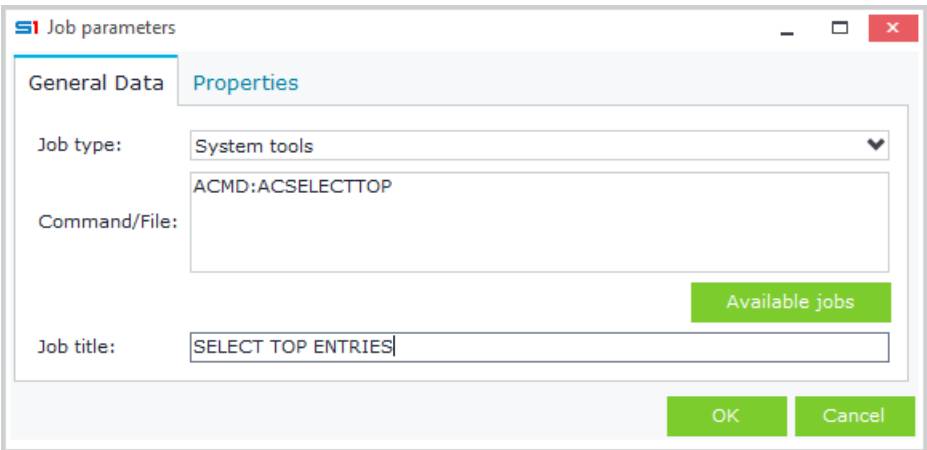 S1 Job parameters
General Data Properties
Job type: System tools
Command/File: ACMD:ACSELECTTOP
Available jobs
Job title: SELECT TOP ENTRIES
OK Cancel